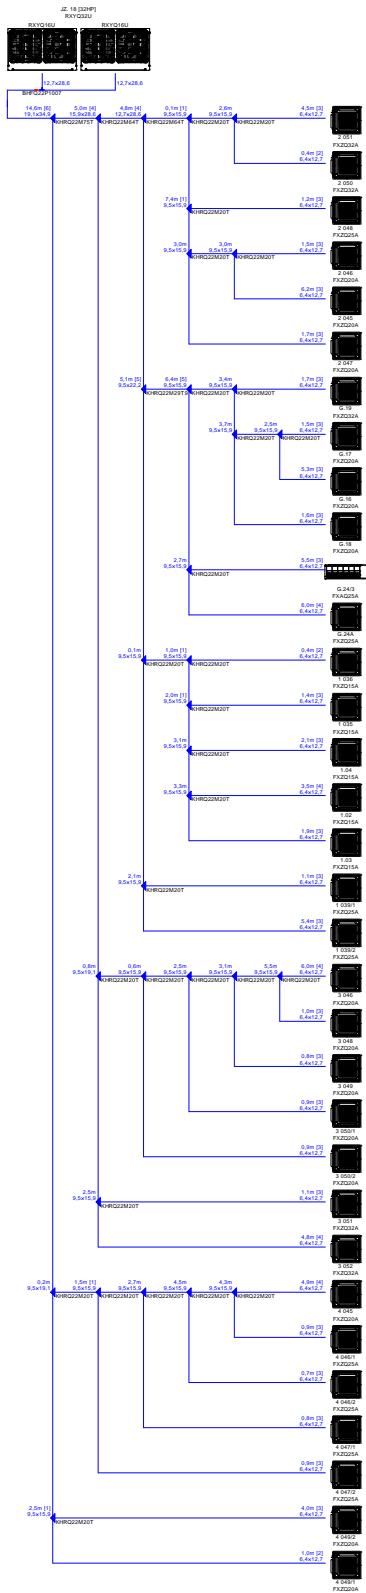 JZ. 18 [32HP]
RXYQ32U
RXYQ16U RXYQ16U
12,7x28,6 12,7x28,6
BHFQ22P1007
14,6m [6] 5,0m [4] 4,8m [4] 0,1m [1] 2,6m 4,5m [3]
19,1x34,9 15,9x28,6 12,7x28,6 9,5x15,9 9,5x15,9 6,4x12,7
KHRQ22M75T KHRQ22M64T KHRQ22M64T KHRQ22M20T KHRQ22M20T
2 051
FXZQ32A
0,4m [2]
6,4x12,7
2 050
FXZQ32A
7,4m [1] 1,2m [3]
9,5x15,9 6,4x12,7
KHRQ22M20T
2 048
FXZQ25A
3,0m 3,0m 1,5m [3]
9,5x15,9 9,5x15,9 6,4x12,7
KHRQ22M20T KHRQ22M20T
2 046
FXZQ20A
6,2m [3]
6,4x12,7
2 045
FXZQ20A
1,7m [3]
6,4x12,7
2 047
FXZQ20A
5,1m [5] 6,4m [5] 3,4m 1,7m [3]
9,5x22,2 9,5x15,9 9,5x15,9 6,4x12,7
KHRQ22M29T9 KHRQ22M20T KHRQ22M20T
G.19
FXZQ32A
3,7m 2,5m 1,5m [3]
9,5x15,9 9,5x15,9 6,4x12,7
KHRQ22M20T KHRQ22M20T
G.17
FXZQ20A
5,3m [3]
6,4x12,7
G.16
FXZQ20A
1,6m [3]
6,4x12,7
G.18
FXZQ20A
2,7m 5,5m [3]
9,5x15,9 6,4x12,7
KHRQ22M20T
G.24/3
FXAQ25A
6,0m [4]
6,4x12,7
G.24A
FXZQ25A
0,1m 1,0m [1] 0,4m [2]
9,5x15,9 9,5x15,9 6,4x12,7
KHRQ22M20T KHRQ22M20T
1 036
FXZQ15A
2,0m [1] 1,4m [3]
9,5x15,9 6,4x12,7
KHRQ22M20T
1 035
FXZQ15A
3,1m 2,1m [3]
9,5x15,9 6,4x12,7
KHRQ22M20T
1.04
FXZQ15A
3,3m 3,5m [4]
9,5x15,9 6,4x12,7
KHRQ22M20T
1.02
FXZQ15A
1,9m [3]
6,4x12,7
1.03
FXZQ15A
2,1m 1,1m [3]
9,5x15,9 6,4x12,7
KHRQ22M20T
1 039/1
FXZQ25A
5,4m [3]
6,4x12,7
1 039/2
FXZQ25A
0,8m 0,6m 2,5m 3,1m 5,5m 6,0m [4]
9,5x19,1 9,5x15,9 9,5x15,9 9,5x15,9 9,5x15,9 6,4x12,7
KHRQ22M20T KHRQ22M20T KHRQ22M20T KHRQ22M20T KHRQ22M20T
3 046
FXZQ20A
1,0m [3]
6,4x12,7
3 048
FXZQ20A
0,8m [3]
6,4x12,7
3 049
FXZQ20A
0,9m [3]
6,4x12,7
3 050/1
FXZQ20A
0,9m [3]
6,4x12,7
3 050/2
FXZQ20A
2,5m 1,1m [3]
9,5x15,9 6,4x12,7
KHRQ22M20T
3 051
FXZQ32A
4,8m [4]
6,4x12,7
3 052
FXZQ32A
0,2m 1,5m [1] 2,7m 4,5m 4,3m 4,9m [4]
9,5x19,1 9,5x15,9 9,5x15,9 9,5x15,9 9,5x15,9 6,4x12,7
KHRQ22M20T KHRQ22M20T KHRQ22M20T KHRQ22M20T KHRQ22M20T
4 045
FXZQ20A
0,9m [3]
6,4x12,7
4 046/1
FXZQ25A
0,7m [3]
6,4x12,7
4 046/2
FXZQ25A
0,8m [3]
6,4x12,7
4 047/1
FXZQ25A
0,9m [3]
6,4x12,7
4 047/2
FXZQ25A
2,5m [1] 4,0m [3]
9,5x15,9 6,4x12,7
KHRQ22M20T
4 049/2
FXZQ20A
1,0m [2]
6,4x12,7
4 049/1
FXZQ20A